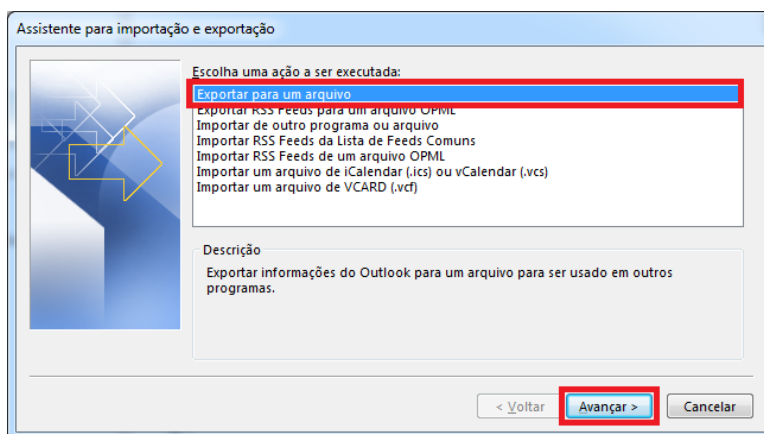 Assistente para importação e exportação
Escolha uma ação a ser executada:
Exportar para um arquivo
Exportar RSS Feeds para um arquivo OPML
Importar de outro programa ou arquivo
Importar RSS Feeds da Lista de Feeds Comuns
Importar RSS Feeds de um arquivo OPML
Importar um arquivo de iCalendar (.ics) ou vCalendar (.vcs)
Importar um arquivo de VCARD (.vcf)
Descrição
Exportar informações do Outlook para um arquivo para ser usado em outros
programas.
< Voltar Avançar > Cancelar